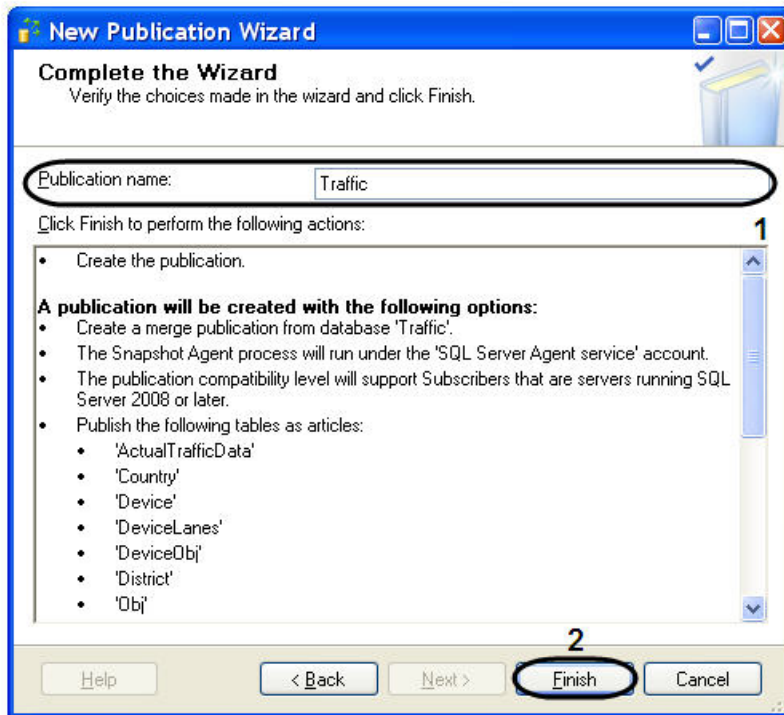 New Publication Wizard
Complete the Wizard
Verify the choices made in the wizard and click Finish.
Publication name: Traffic
1
Click Finish to perform the following actions:
• Create the publication.
A publication will be created with the following options:
• Create a merge publication from database 'Traffic'.
• The Snapshot Agent process will run under the 'SQL Server Agent service' account.
• The publication compatibility level will support Subscribers that are servers running SQL
Server 2008 or later.
• Publish the following tables as articles:
• 'ActualTrafficData'
• 'Country'
• 'Device'
• 'DeviceLanes'
• 'DeviceObj'
• 'District'
• 'Obj'
2
Help < Back Next > Finish Cancel